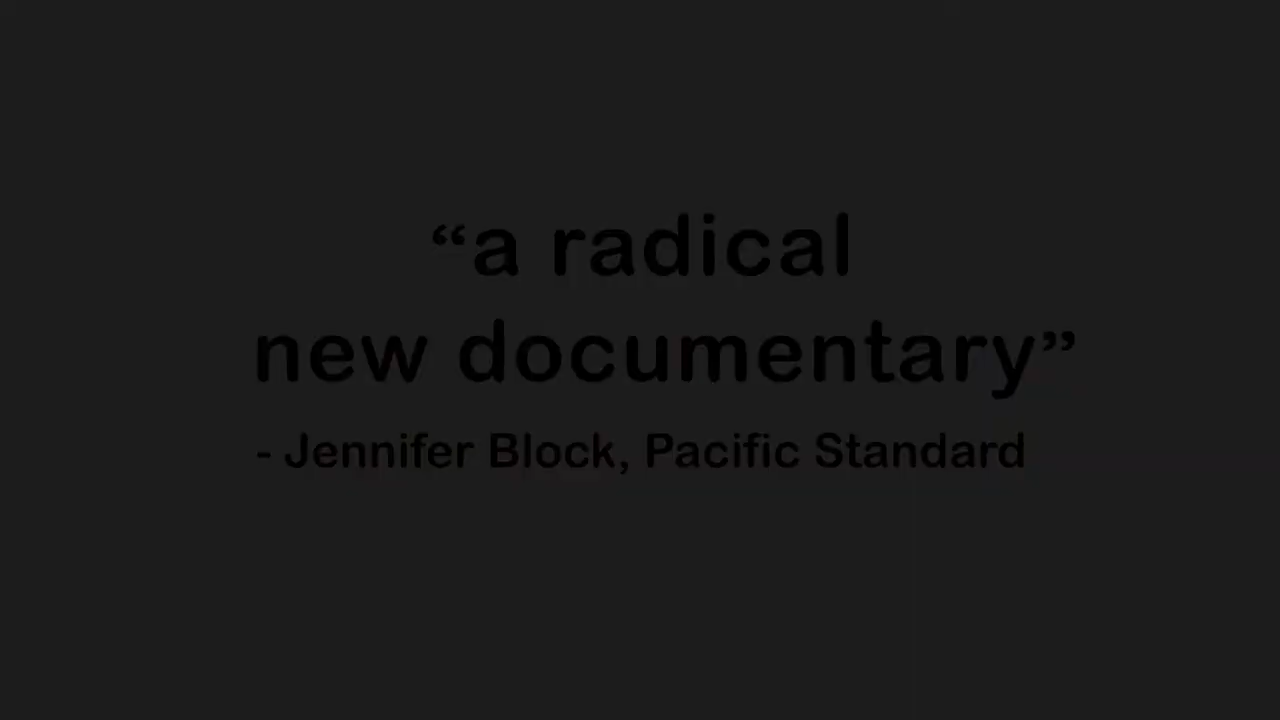 “a radical
new documentary”
- Jennifer Block, Pacific Standard